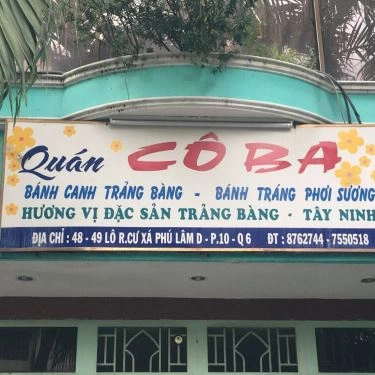 Quán CÔ BA
BÁNH CANH TRẢNG BÀNG - BÁNH TRÁNG PHƠI SƯƠNG
HƯƠNG VỊ ĐẶC SẢN TRẢNG BÀNG - TÂY NINH
ĐỊA CHỈ : 48 - 49 LÔ R.CƯ XÁ PHÚ LÂM D - P.10 - Q 6 ĐT : 8762744 - 7550518